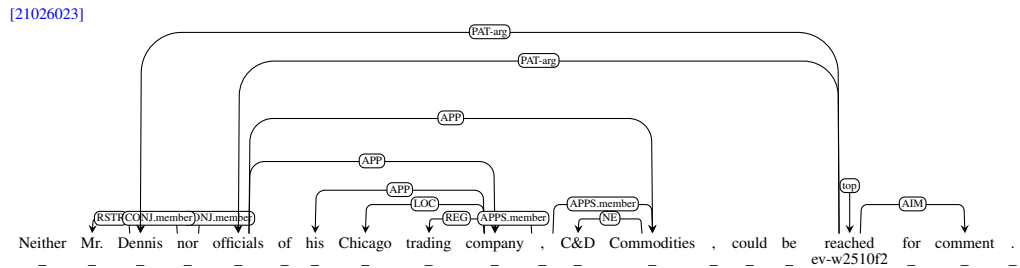 [21026023]
PAT-arg
PAT-arg
APP
APP
top
APP
LOC
AIM
RSTR CONJ.member CONJ.member REG APPS.member APPS.member NE
Neither Mr. Dennis nor officials of his Chicago trading company , C&D Commodities , could be reached for comment .
_ _ _ _ _ _ _ _ _ _ _ _ _ _ _ _ ev-w2510f2 _ _ _